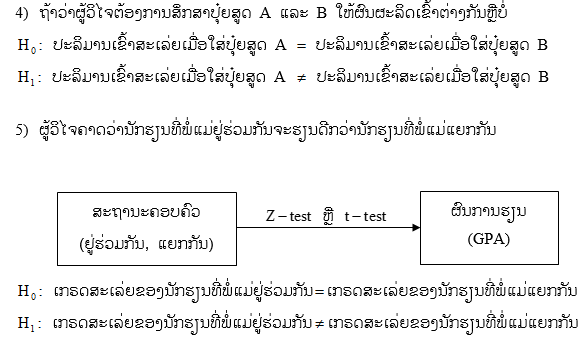 4) ຖ້າວ່າຜູ້ວິໄຈຕ້ອງການສຶກສາປຸ໋ຍສູດ A ແລະ B ໃຫ້ຜົນຜະລິດເຂົ້າຕ່າງກັນຫຼືບໍ່
H0: ປະລິມານເຂົ້າສະເລ່ຍເມື່ອໃສ່ປຸ໋ຍສູດ A = ປະລິມານເຂົ້າສະເລ່ຍເມື່ອໃສ່ປຸ໋ຍສູດ B
H1: ປະລິມານເຂົ້າສະເລ່ຍເມື່ອໃສ່ປຸ໋ຍສູດ A ≠ ປະລິມານເຂົ້າສະເລ່ຍເມື່ອໃສ່ປຸ໋ຍສູດ B
5) ຜູ້ວິໄຈຄາດວ່ານັກຮຽນທີ່ພໍ່ແມ່ຢູ່ຮ່ວມກັນຈະຮຽນດີກວ່ານັກຮຽນທີ່ພໍ່ແມ່ແຍກກັນ
ສະຖານະຄອບຄົວ
(ຢູ່ຮ່ວມກັນ, ແຍກກັນ)
Z – test ຫຼື t – test
ຜົນການຮຽນ
(GPA)
H0: ເກຣດສະເລ່ຍຂອງນັກຮຽນທີ່ພໍ່ແມ່ຢູ່ຮ່ວມກັນ= ເກຣດສະເລ່ຍຂອງນັກຮຽນທີ່ພໍ່ແມ່ແຍກກັນ
H1: ເກຣດສະເລ່ຍຂອງນັກຮຽນທີ່ພໍ່ແມ່ຢູ່ຮ່ວມກັນ≠ ເກຣດສະເລ່ຍຂອງນັກຮຽນທີ່ພໍ່ແມ່ແຍກກັນ